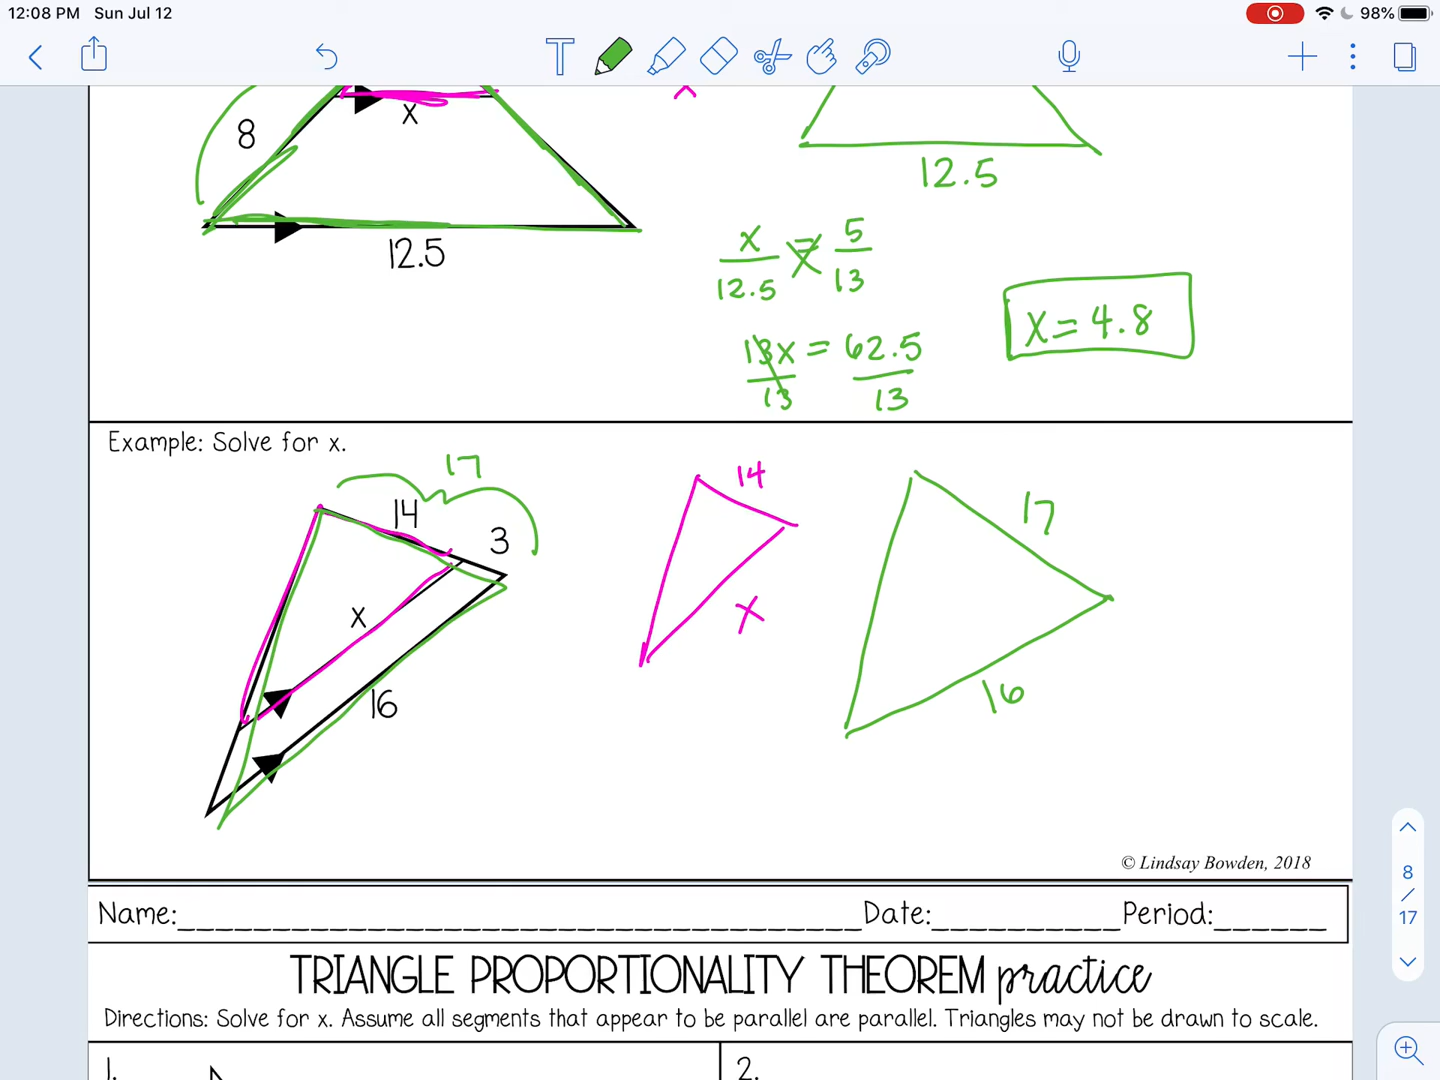 12:08 PM Sun Jul 12 98%
T
8
x
12.5
x
12.5
x/12.5 = 5/13
13x = 62.5
13 13
x = 4.8
Example: Solve for x.
17
14
3
x
16
14
x
17
16
© Lindsay Bowden, 2018
Name:____________________ Date:__________ Period:______
TRIANGLE PROPORTIONALITY THEOREM practice
Directions: Solve for x. Assume all segments that appear to be parallel are parallel. Triangles may not be drawn to scale.
1. 2.
8
/
17